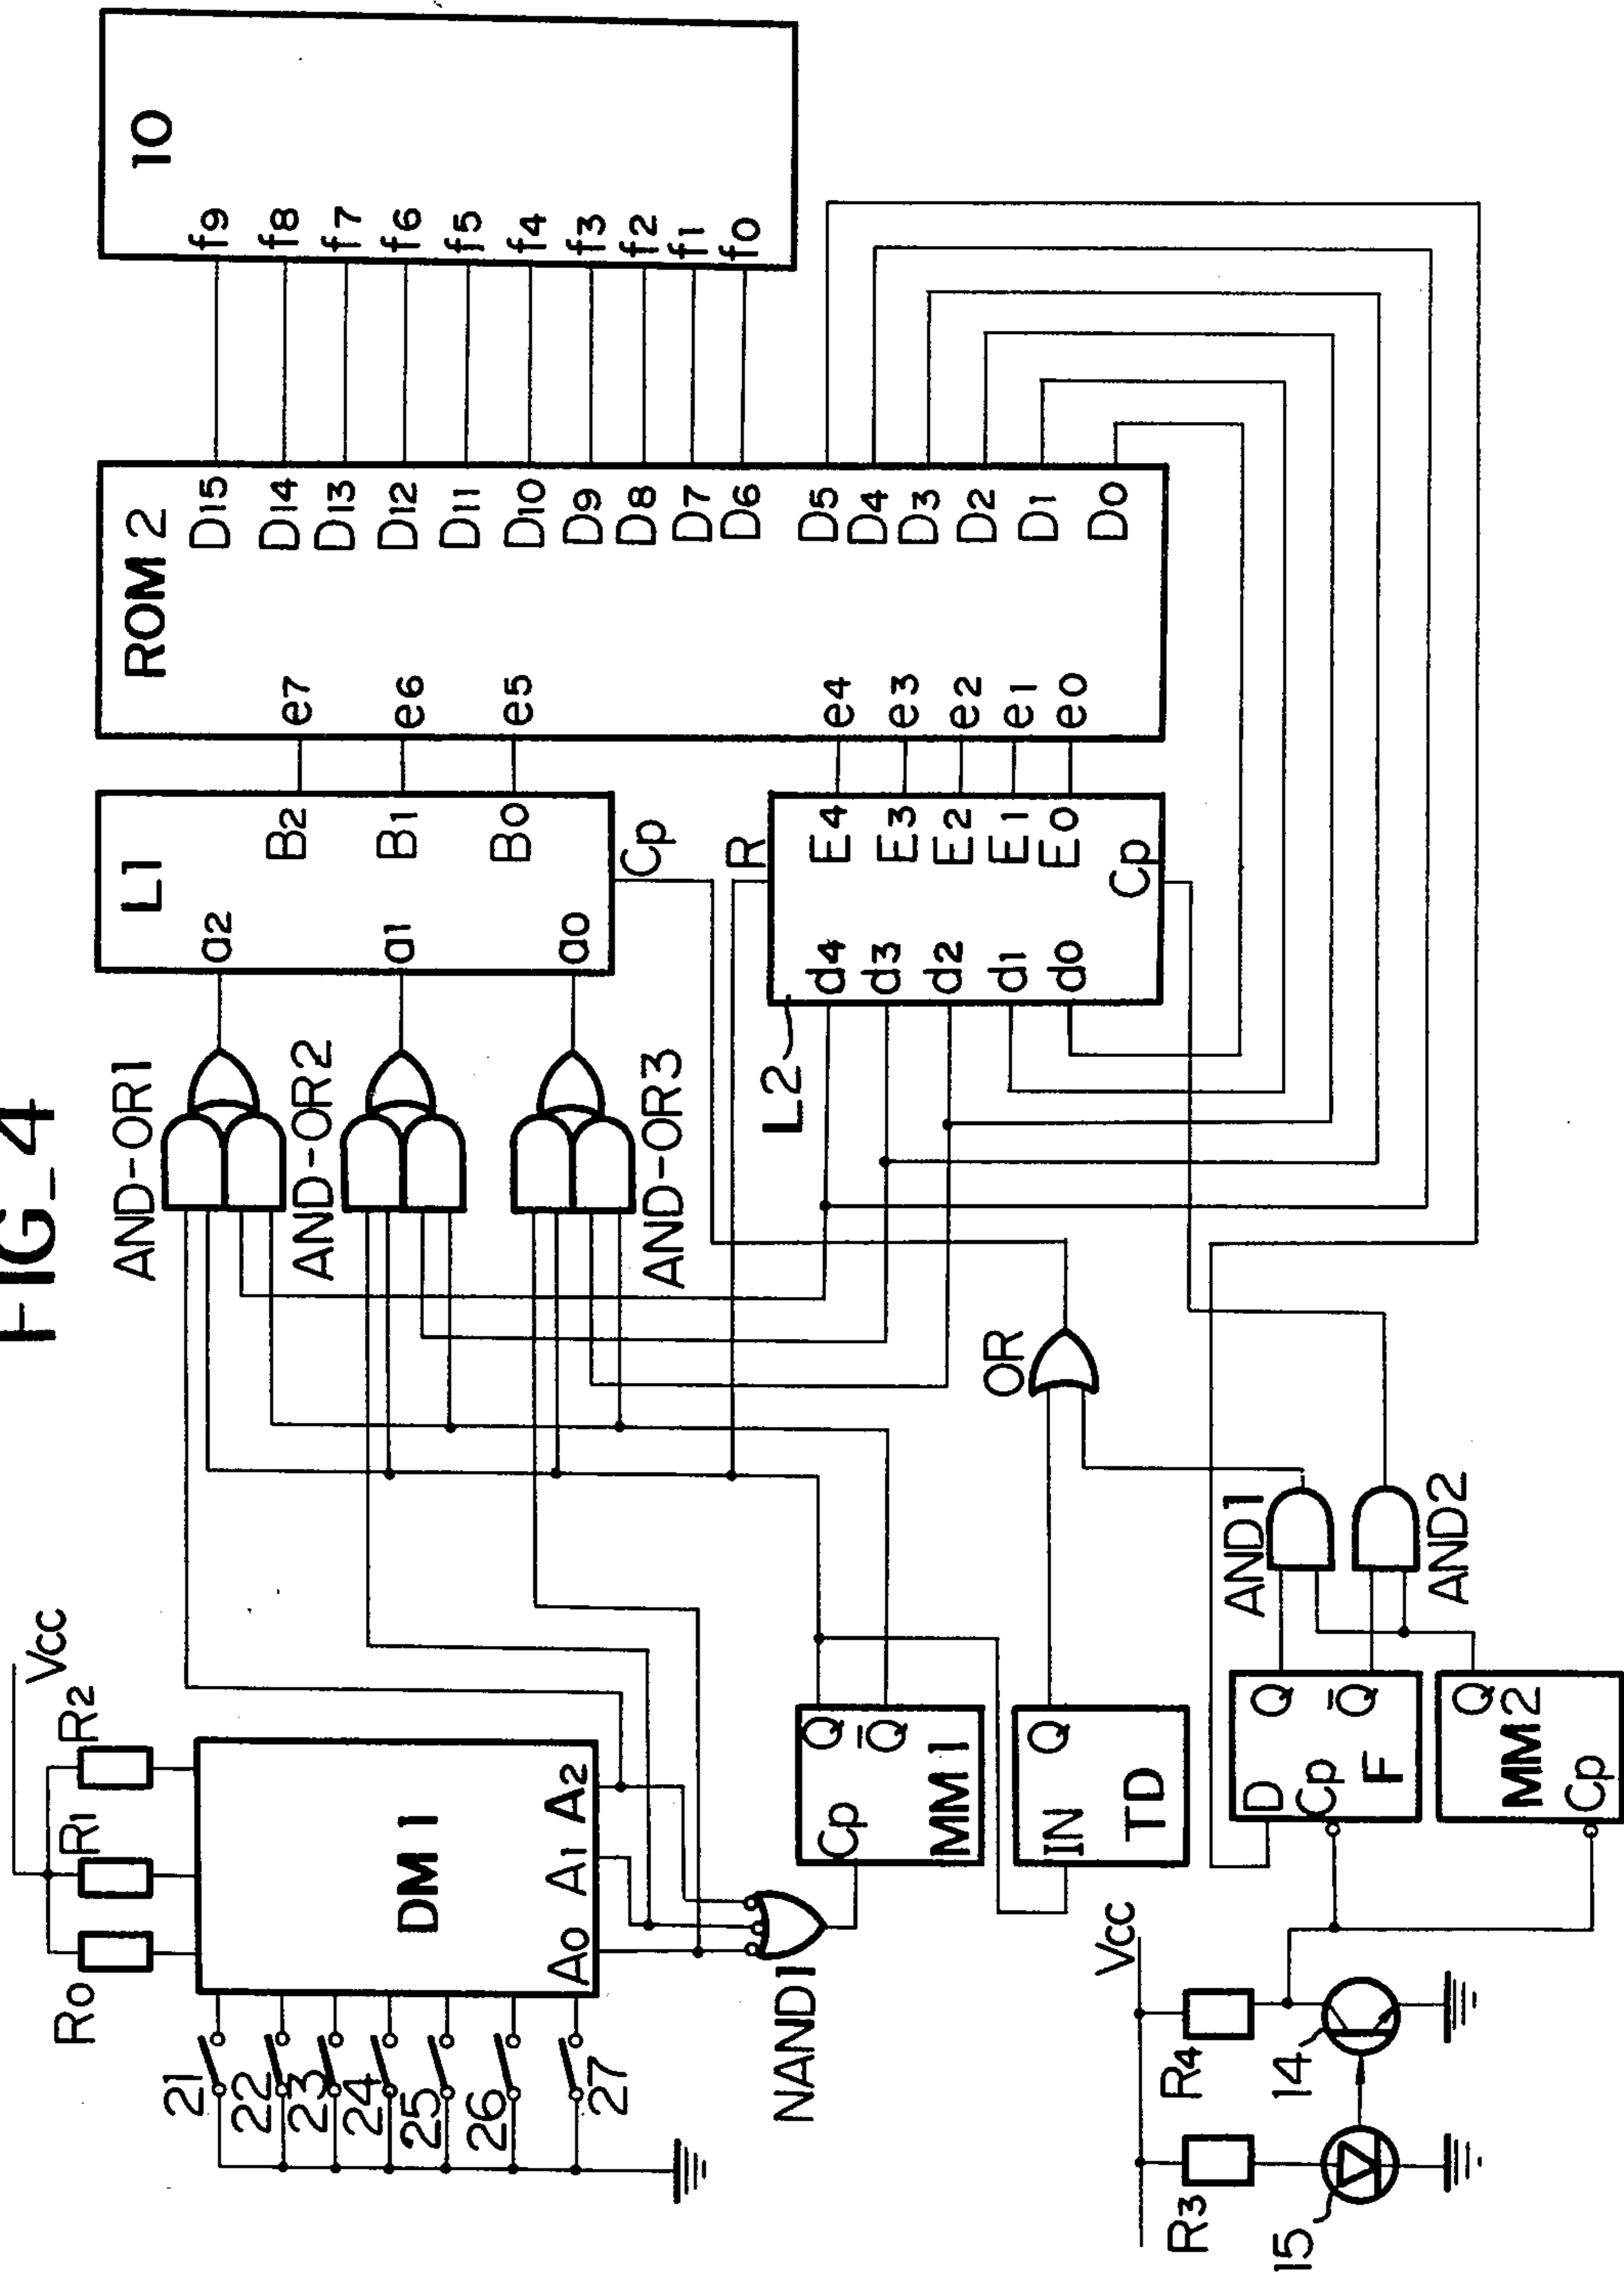 FIG_4
Vcc
R0
R1
R2
21
22
23
24
25
26
27
DM 1
A0
A1
A2
NAND1
AND-OR1
AND-OR2
AND-OR3
L1
a2
a1
a0
B2
B1
B0
Cp
ROM 2
e7
e6
e5
e4
e3
e2
e1
e0
D15
D14
D13
D12
D11
D10
D9
D8
D7
D6
D5
D4
D3
D2
D1
D0
10
f9
f8
f7
f6
f5
f4
f3
f2
f1
f0
L2
R
d4
d3
d2
d1
d0
E4
E3
E2
E1
E0
Cp
MM 1
Cp
Q
Q̅
TD
IN
Q
OR
AND1
AND2
F
D
Cp
Q
Q̅
MM 2
Cp
Q
Vcc
R3
R4
14
15